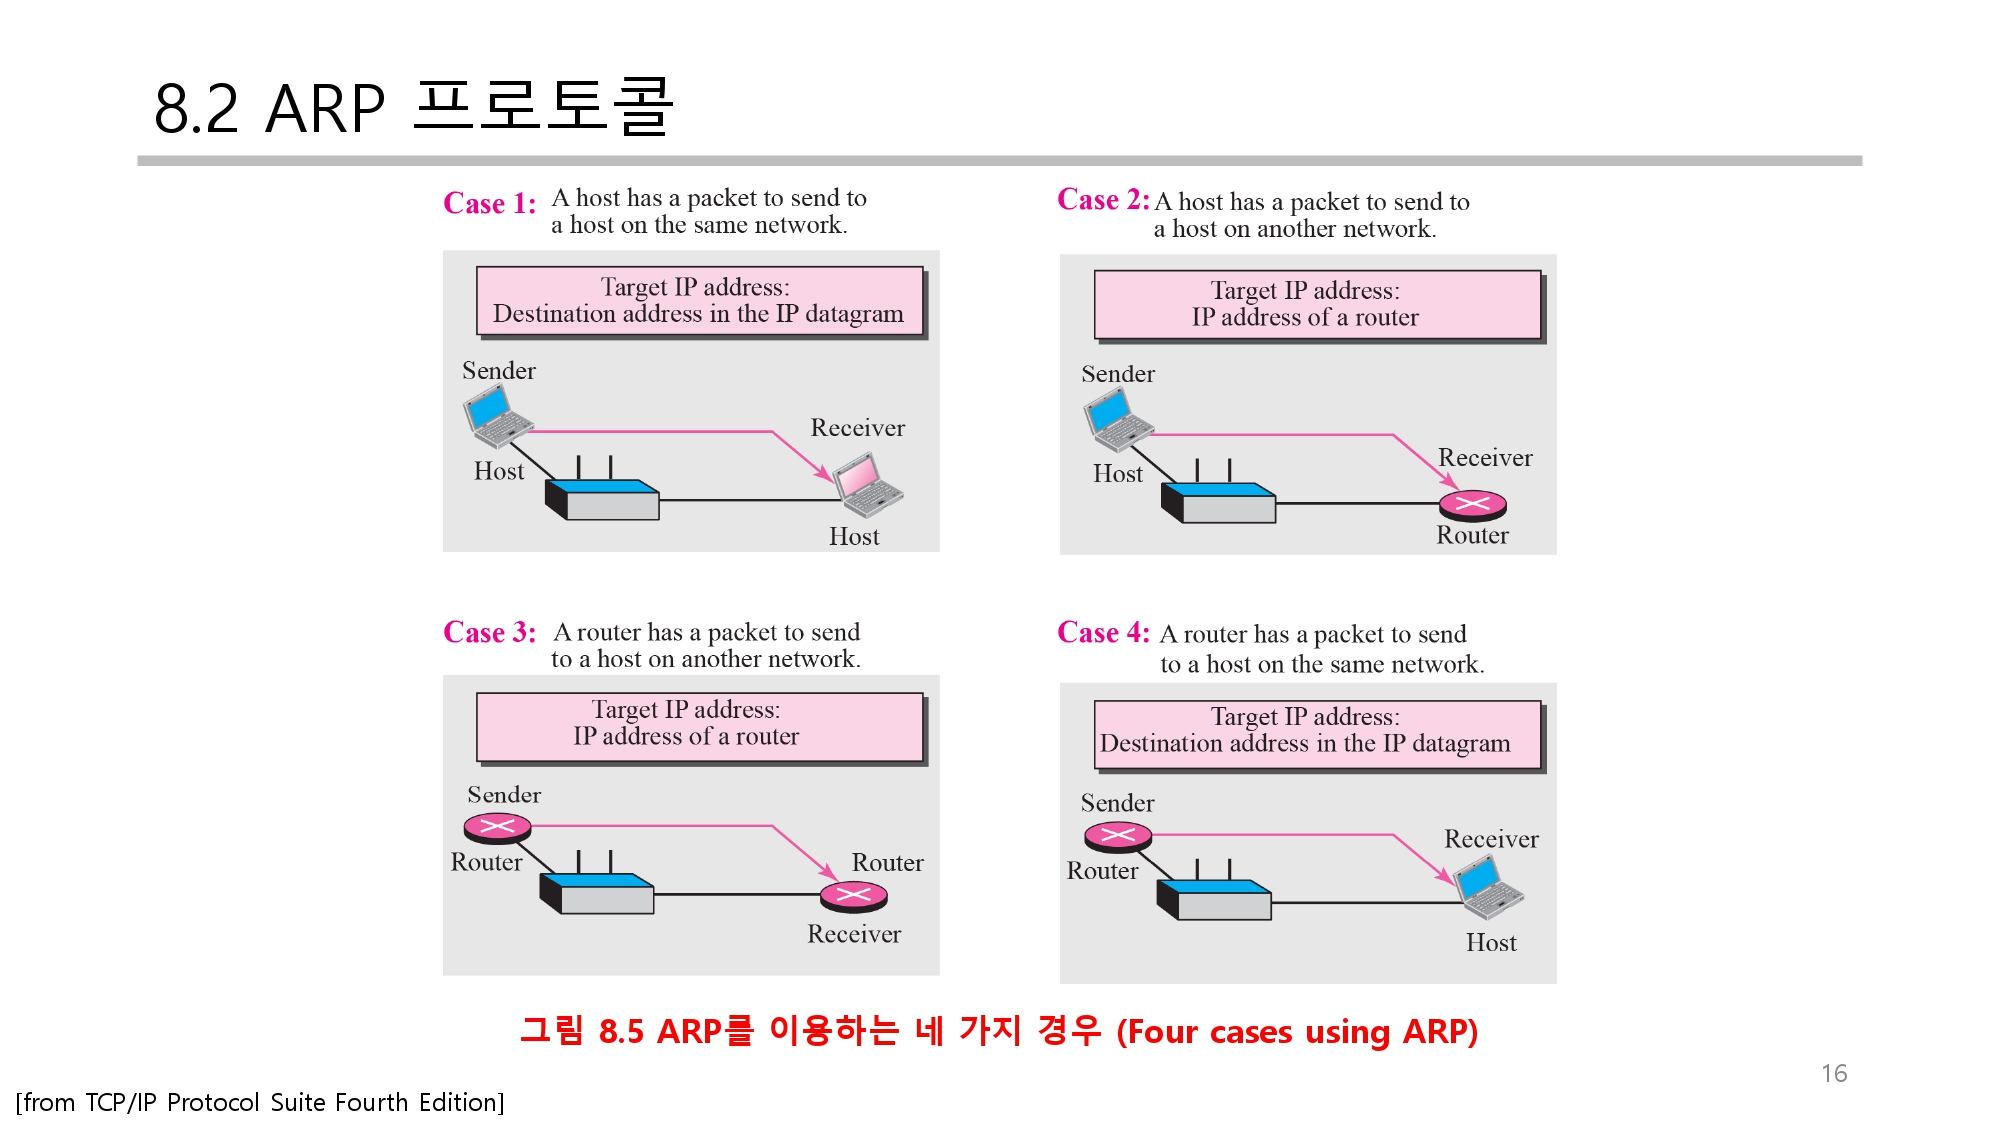 8.2 ARP 프로토콜
Case 1: A host has a packet to send to
a host on the same network.
Target IP address:
Destination address in the IP datagram
Sender
Receiver
Host
Host
Case 2: A host has a packet to send to
a host on another network.
Target IP address:
IP address of a router
Sender
Receiver
Host
Router
Case 3: A router has a packet to send
to a host on another network.
Target IP address:
IP address of a router
Sender
Router
Router
Receiver
Case 4: A router has a packet to send
to a host on the same network.
Target IP address:
Destination address in the IP datagram
Sender
Receiver
Router
Host
그림 8.5 ARP를 이용하는 네 가지 경우 (Four cases using ARP)
16
[from TCP/IP Protocol Suite Fourth Edition]